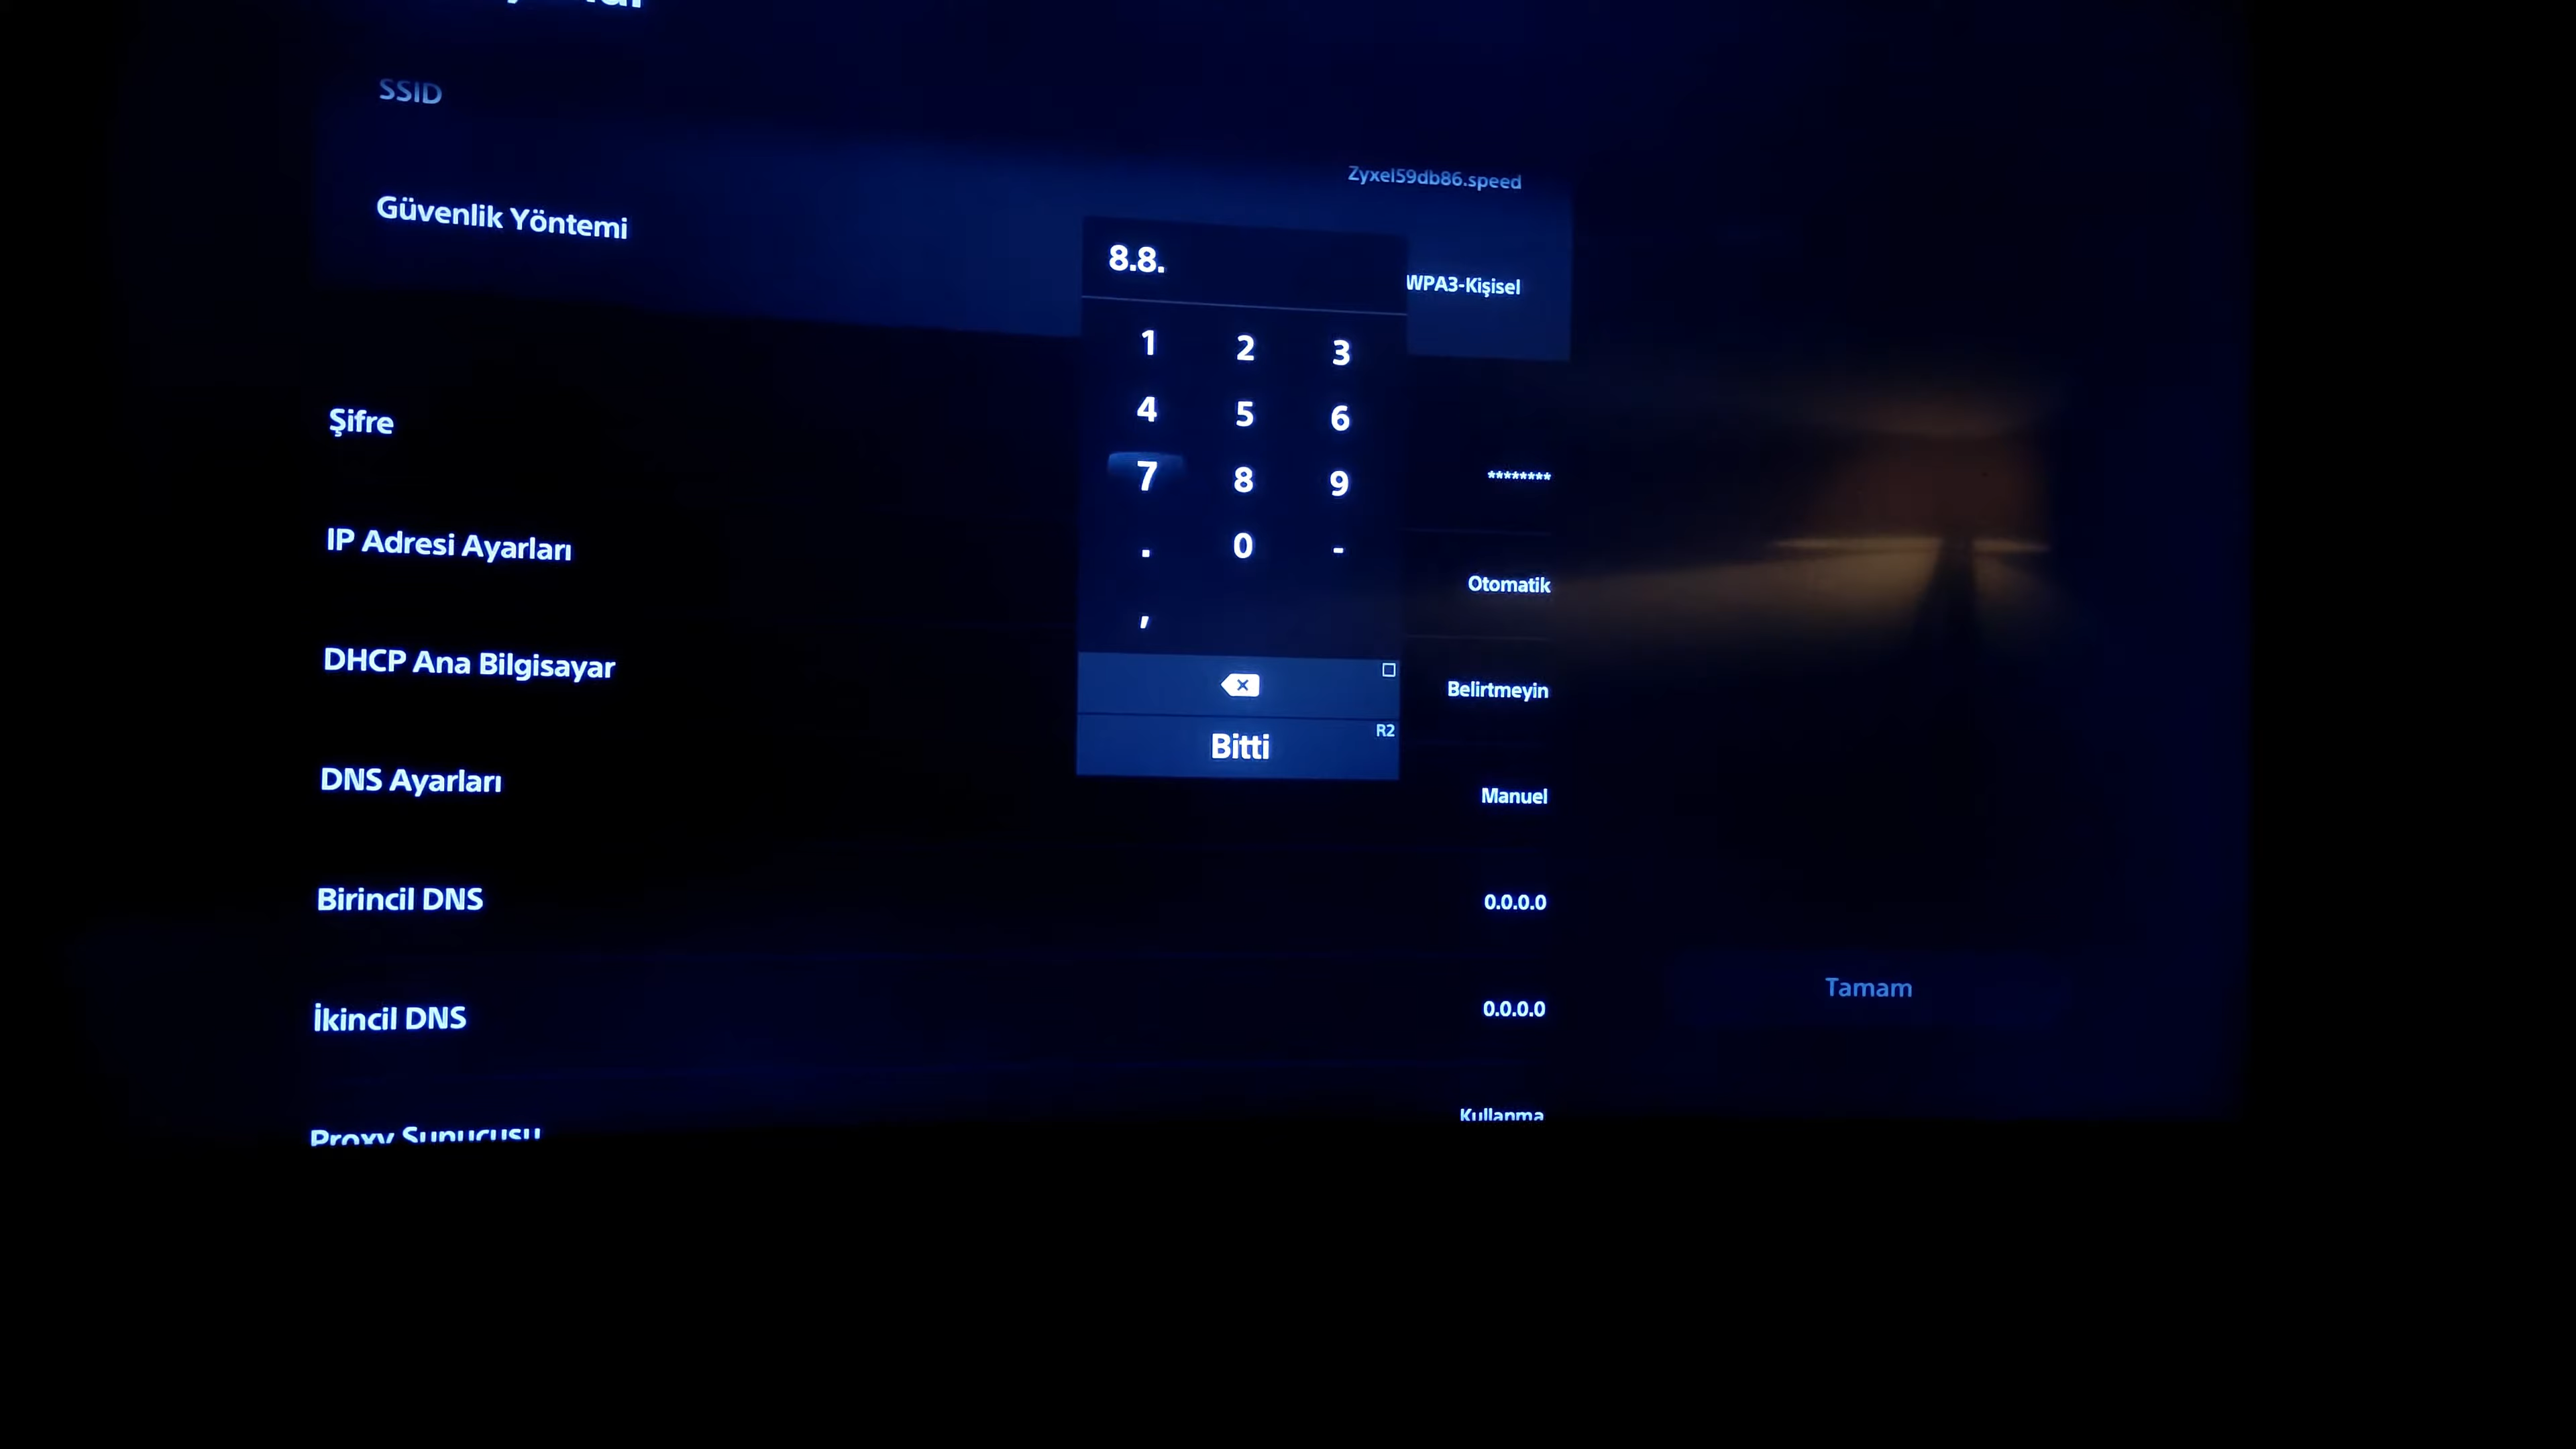 SSID
Zyxel59db86.speed
Güvenlik Yöntemi
WPA3-Kişisel
8.8.
1 2 3
4 5 6
7 8 9
. 0 -
,
Bitti R2
Şifre
********
IP Adresi Ayarları
Otomatik
DHCP Ana Bilgisayar
Belirtmeyin
DNS Ayarları
Manuel
Birincil DNS
0.0.0.0
İkincil DNS
0.0.0.0
Tamam
Proxy Sunucusu
Kullanma